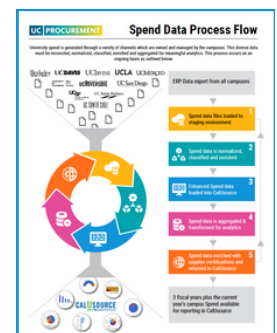 UC PROCUREMENT
Spend Data Process Flow
University spend is generated through a variety of channels which are owned and managed by the campuses. This diverse data
must be reconciled, normalized, classified, enriched and aggregated for meaningful analytics. This process occurs on an
ongoing basis as outlined below.
Berkeley UCDAVIS UCIRVINE UCLA UCMERCED
UCRIVERSIDE UC San Diego
UCSF
UC SANTA CRUZ
ERP Data export from all campuses
1
Spend data files loaded to
staging environment
2
Spend data is normalized,
classified and enriched
3
Enhanced Spend data
loaded into CalUSource
4
Spend data is aggregated &
transformed for analytics
5
Spend data enriched with
supplier certifications and
returned to CalUSource
3 fiscal years plus the current
year's campus Spend available
for reporting in CalUSource
CALUSOURCE